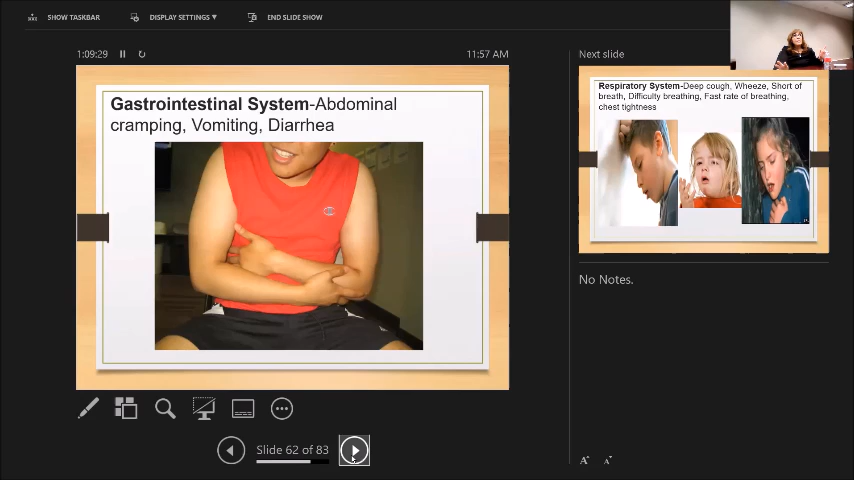 SHOW TASKBAR
DISPLAY SETTINGS ▼
END SLIDE SHOW
1:09:29
11:57 AM
Gastrointestinal System-Abdominal
cramping, Vomiting, Diarrhea
Slide 62 of 83
Next slide
Respiratory System-Deep cough, Wheeze, Short of
breath, Difficulty breathing, Fast rate of breathing,
chest tightness
No Notes.
A A